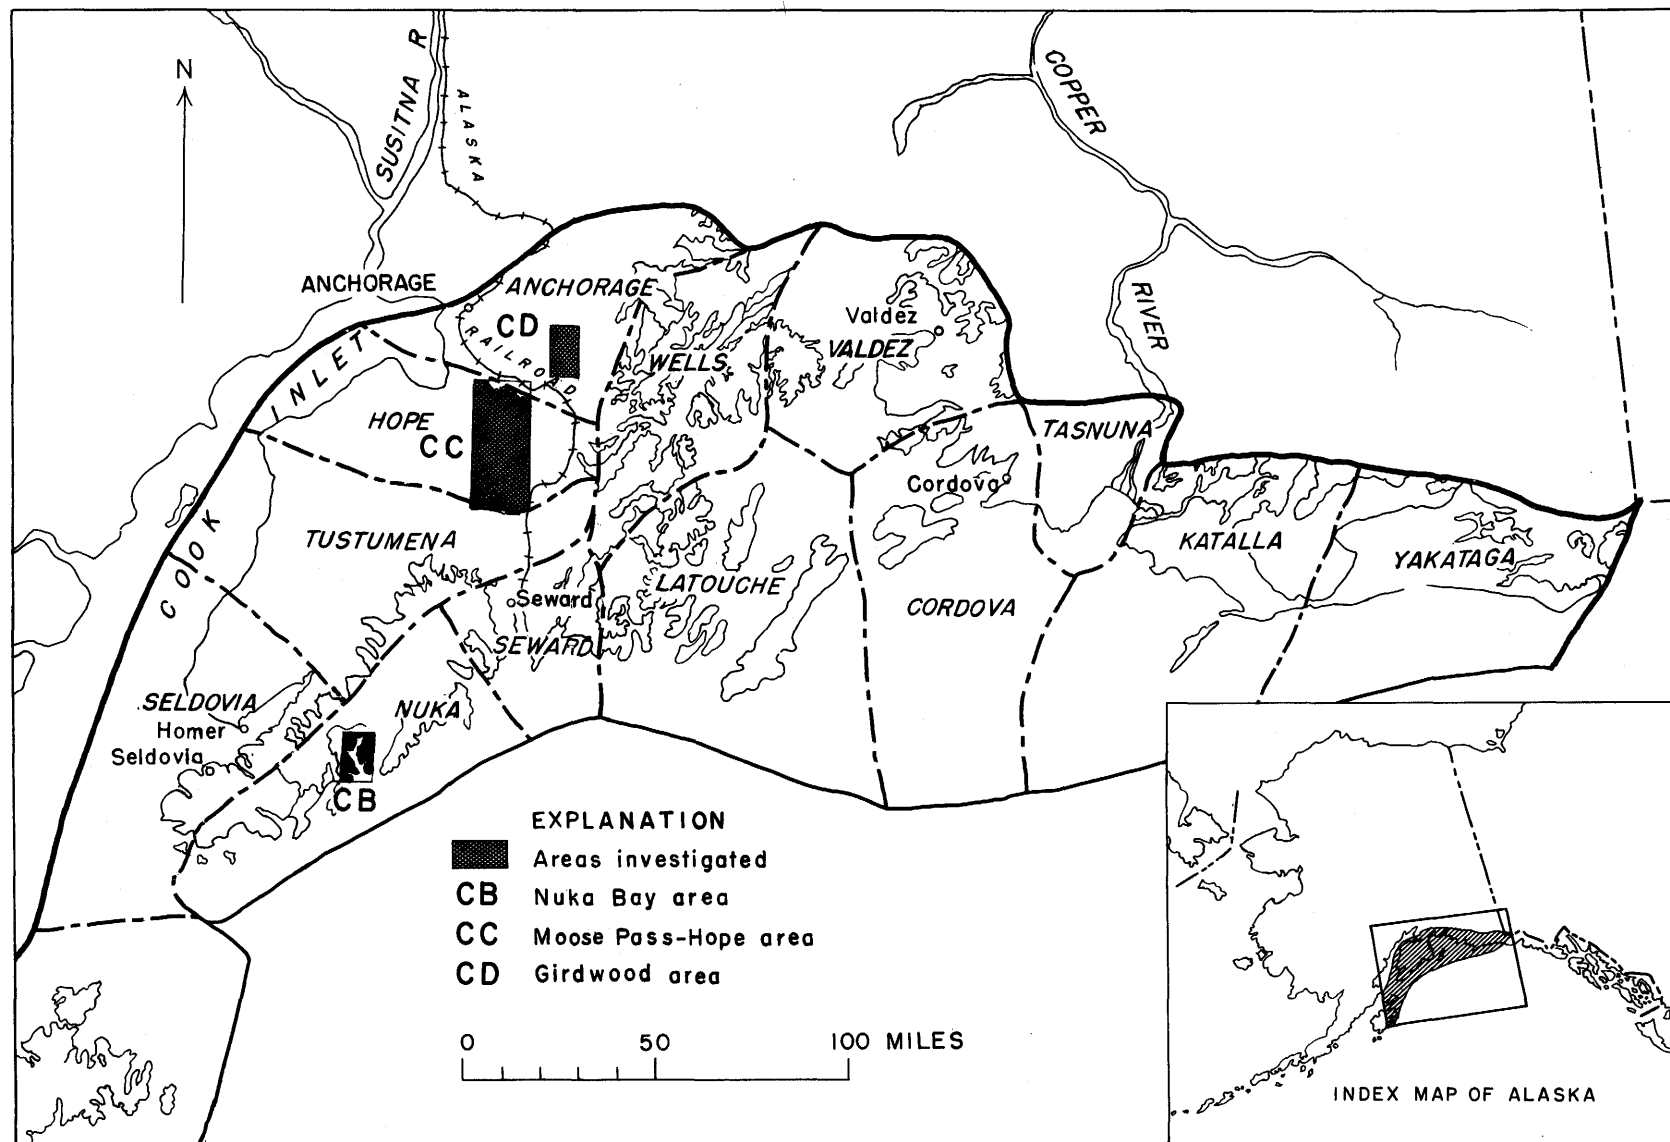 N
SUSITNA R
ALASKA
COPPER
ANCHORAGE
ANCHORAGE
RIVER
CD
RAILROAD
Valdez
VALDEZ
WELLS
INLET
HOPE
CC
TASNUNA
Cordova
COOK
TUSTUMENA
KATALLA
YAKATAGA
LATOUCHE
Seward
CORDOVA
SEWARD
SELDOVIA
NUKA
Homer
Seldovia
CB
EXPLANATION
Areas investigated
CB Nuka Bay area
CC Moose Pass-Hope area
CD Girdwood area
0 50 100 MILES
INDEX MAP OF ALASKA